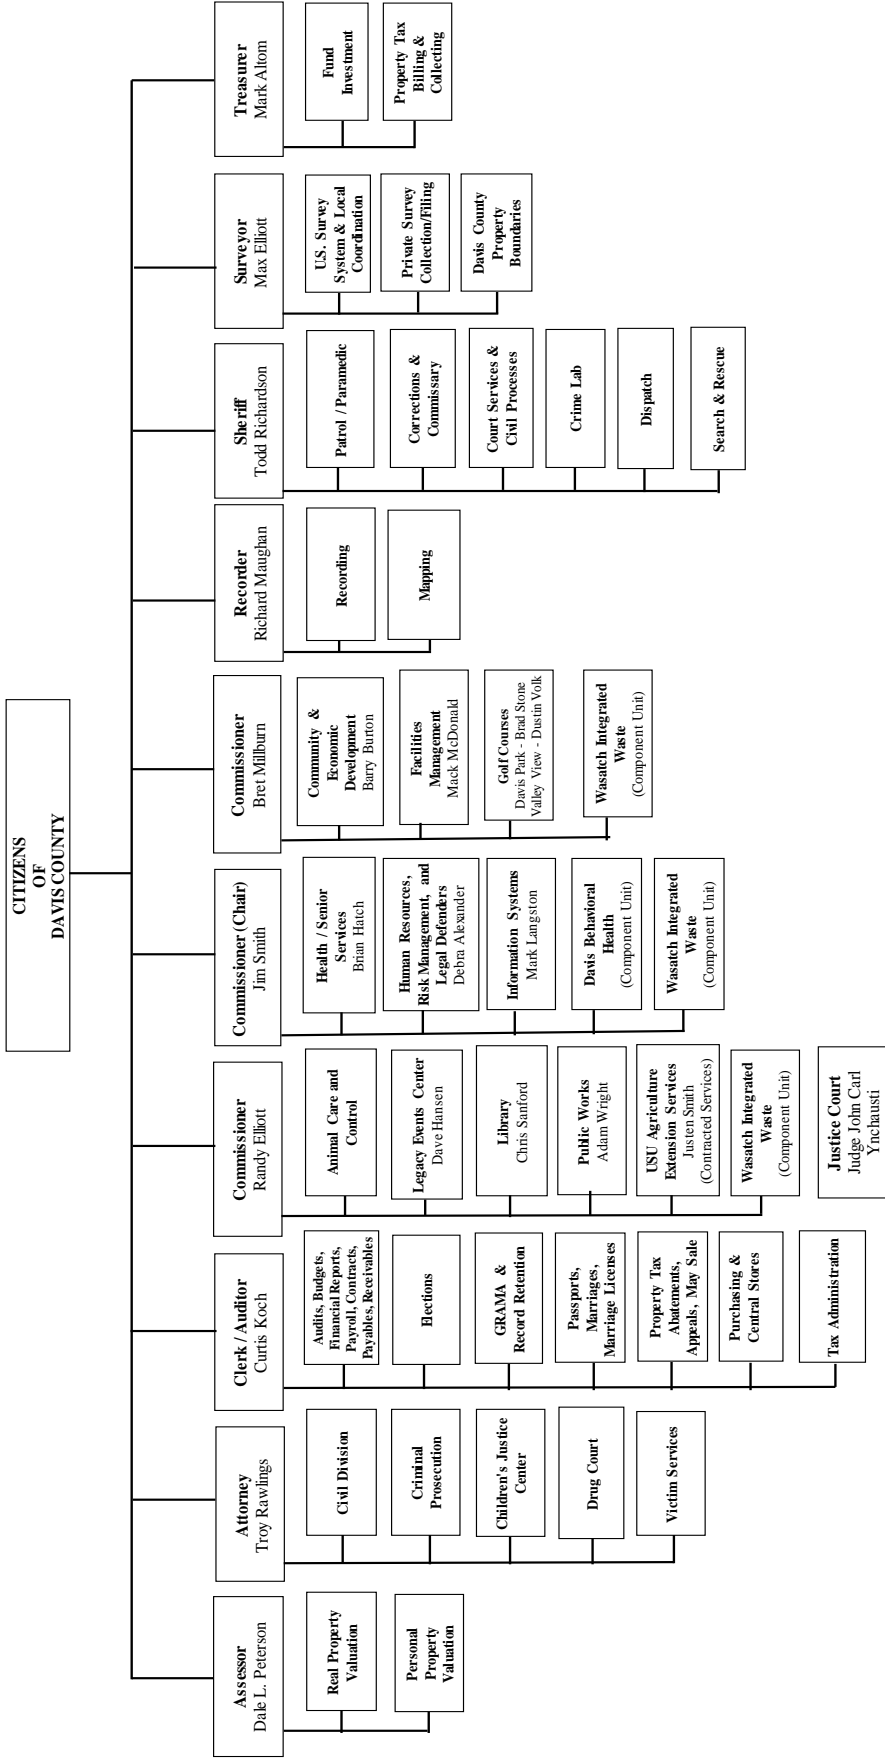 CITIZENS
OF
DAVIS COUNTY
Assessor
Dale L. Peterson
Real Property
Valuation
Personal
Property
Valuation
Attorney
Troy Rawlings
Civil Division
Criminal
Prosecution
Children's Justice
Center
Drug Court
Victim Services
Clerk / Auditor
Curtis Koch
Audits, Budgets,
Financial Reports,
Payroll, Contracts,
Payables, Receivables
Elections
GRAMA &
Record Retention
Passports,
Marriages,
Marriage Licenses
Property Tax
Abatements,
Appeals, May Sale
Purchasing &
Central Stores
Tax Administration
Commissioner
Randy Elliott
Animal Care and
Control
Legacy Events Center
Dave Hansen
Library
Chris Sanford
Public Works
Adam Wright
USU Agriculture
Extension Services
Justen Smith
(Contracted Services)
Wasatch Integrated
Waste
(Component Unit)
Justice Court
Judge John Carl
Ynchausti
Commissioner (Chair)
Jim Smith
Health / Senior
Services
Brian Hatch
Human Resources,
Risk Management, and
Legal Defenders
Debra Alexander
Information Systems
Mark Langston
Davis Behavioral
Health
(Component Unit)
Wasatch Integrated
Waste
(Component Unit)
Commissioner
Bret Millburn
Community &
Economic
Development
Barry Burton
Facilities
Management
Mack McDonald
Golf Courses
Davis Park - Brad Stone
Valley View - Dustin Volk
Wasatch Integrated
Waste
(Component Unit)
Recorder
Richard Maughan
Recording
Mapping
Sheriff
Todd Richardson
Patrol / Paramedic
Corrections &
Commissary
Court Services &
Civil Processes
Crime Lab
Dispatch
Search & Rescue
Surveyor
Max Elliott
U.S. Survey
System & Local
Coordination
Private Survey
Collection/Filing
Davis County
Property
Boundaries
Treasurer
Mark Altom
Fund
Investment
Property Tax
Billing &
Collecting